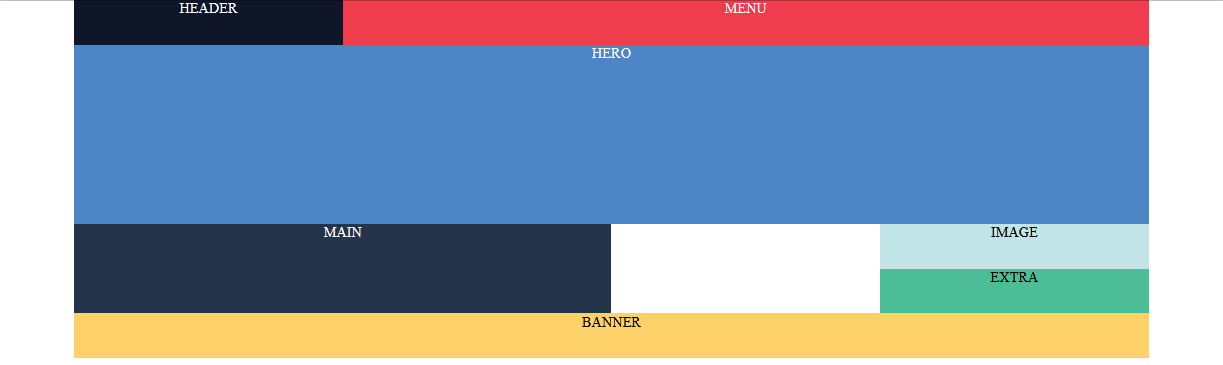 HEADER
MENU
HERO
MAIN
IMAGE
EXTRA
BANNER